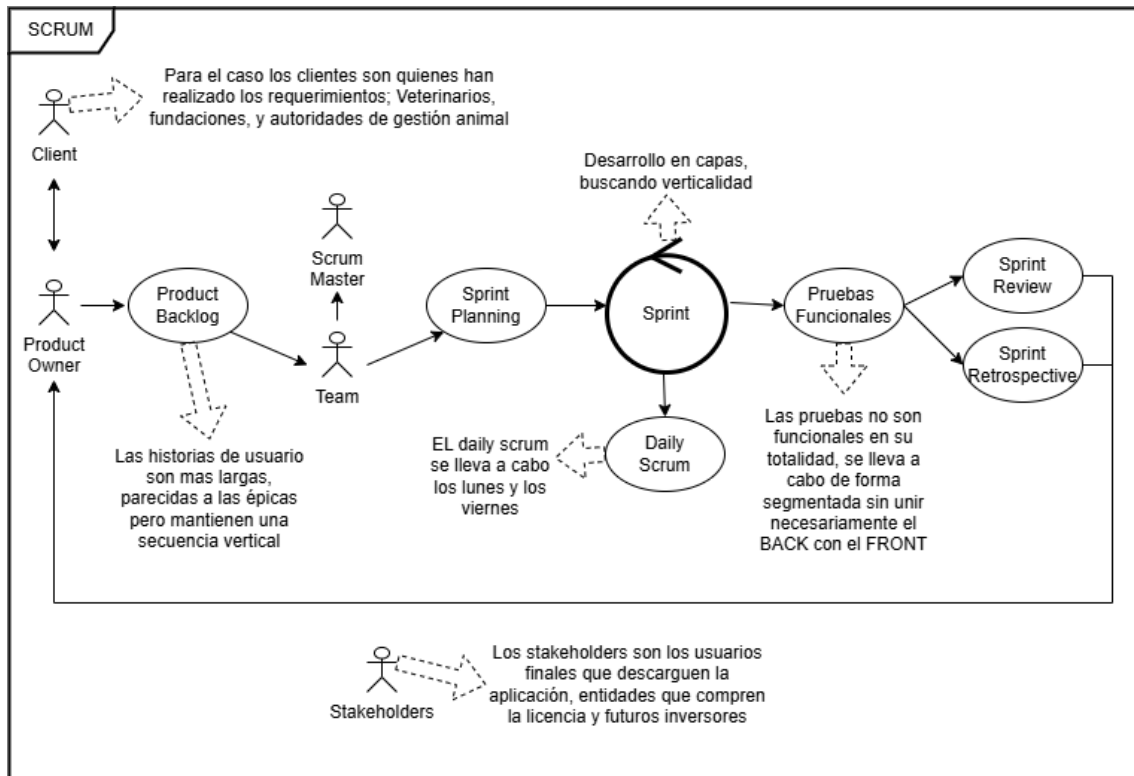 SCRUM
Para el caso los clientes son quienes han
realizado los requerimientos; Veterinarios,
fundaciones, y autoridades de gestión animal
Client
Desarrollo en capas,
buscando verticalidad
Scrum
Master
Product
Owner
Product
Backlog
Team
Sprint
Planning
Sprint
Pruebas
Funcionales
Sprint
Review
Sprint
Retrospective
Las historias de usuario
son mas largas,
parecidas a las épicas
pero mantienen una
secuencia vertical
EL daily scrum
se lleva a cabo
los lunes y los
viernes
Daily
Scrum
Las pruebas no son
funcionales en su
totalidad, se lleva a
cabo de forma
segmentada sin unir
necesariamente el
BACK con el FRONT
Stakeholders
Los stakeholders son los usuarios
finales que descarguen la
aplicación, entidades que compren
la licencia y futuros inversores